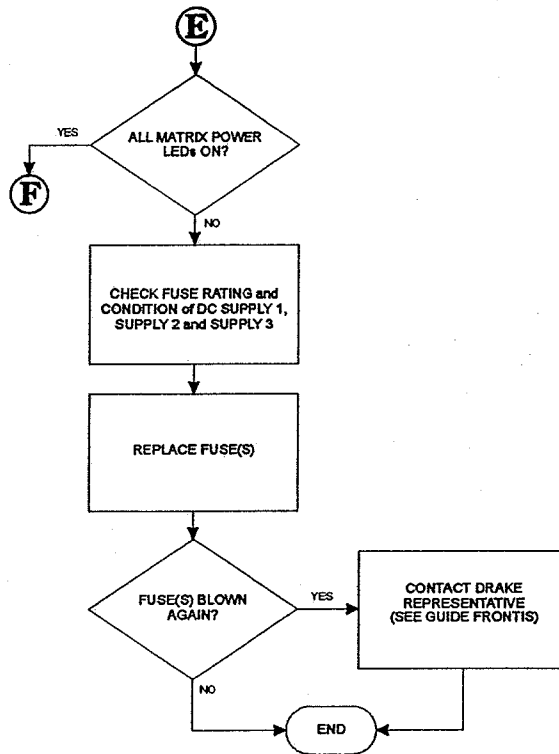 E
ALL MATRIX POWER
LEDs ON?
YES
F
NO
CHECK FUSE RATING and
CONDITION of DC SUPPLY 1,
SUPPLY 2 and SUPPLY 3
REPLACE FUSE(S)
FUSE(S) BLOWN
AGAIN?
YES
CONTACT DRAKE
REPRESENTATIVE
(SEE GUIDE FRONTIS)
NO
END